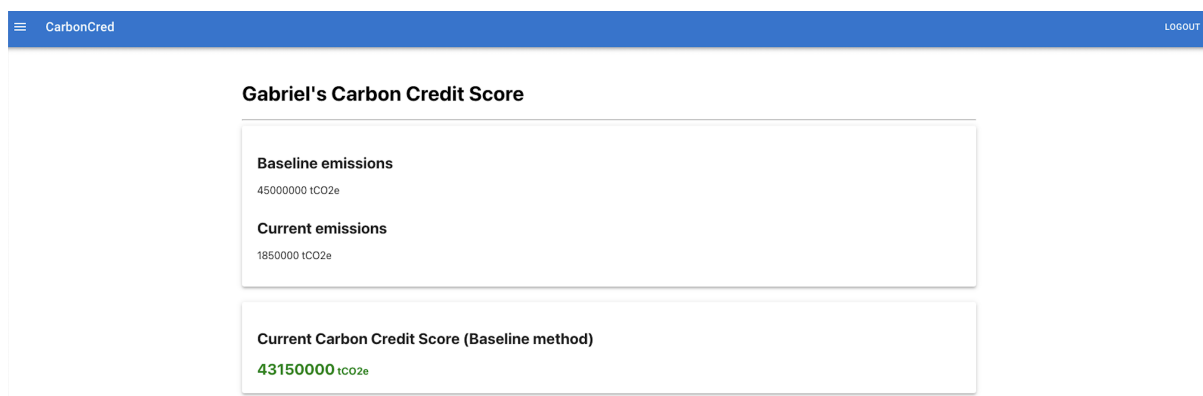 CarbonCred
LOGOUT
Gabriel's Carbon Credit Score
Baseline emissions
45000000 tCO2e
Current emissions
1850000 tCO2e
Current Carbon Credit Score (Baseline method)
43150000 tCO2e